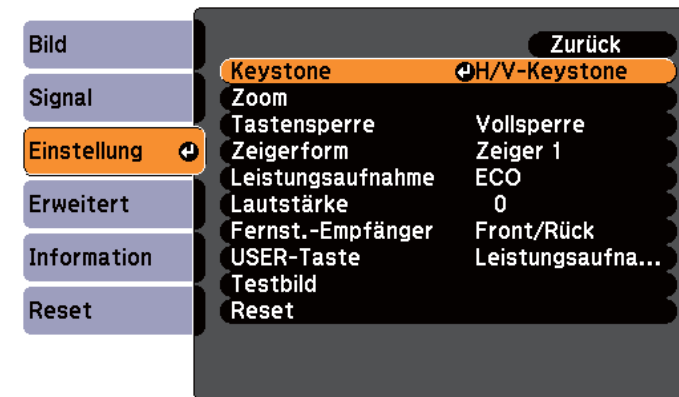 Bild
Signal
Einstellung
Erweitert
Information
Reset
Zurück
Keystone H/V-Keystone
Zoom
Tastensperre Vollsperre
Zeigerform Zeiger 1
Leistungsaufnahme ECO
Lautstärke 0
Fernst.-Empfänger Front/Rück
USER-Taste Leistungsaufna...
Testbild
Reset